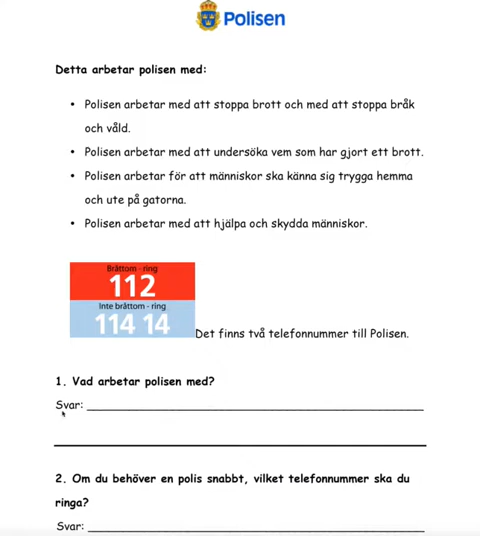 Polisen
Detta arbetar polisen med:
• Polisen arbetar med att stoppa brott och med att stoppa bråk
och våld.
• Polisen arbetar med att undersöka vem som har gjort ett brott.
• Polisen arbetar för att människor ska känna sig trygga hemma
och ute på gatorna.
• Polisen arbetar med att hjälpa och skydda människor.
Bråttom - ring
112
Inte bråttom - ring
114 14
Det finns två telefonnummer till Polisen.
1. Vad arbetar polisen med?
Svar:
2. Om du behöver en polis snabbt, vilket telefonnummer ska du
ringa?
Svar: